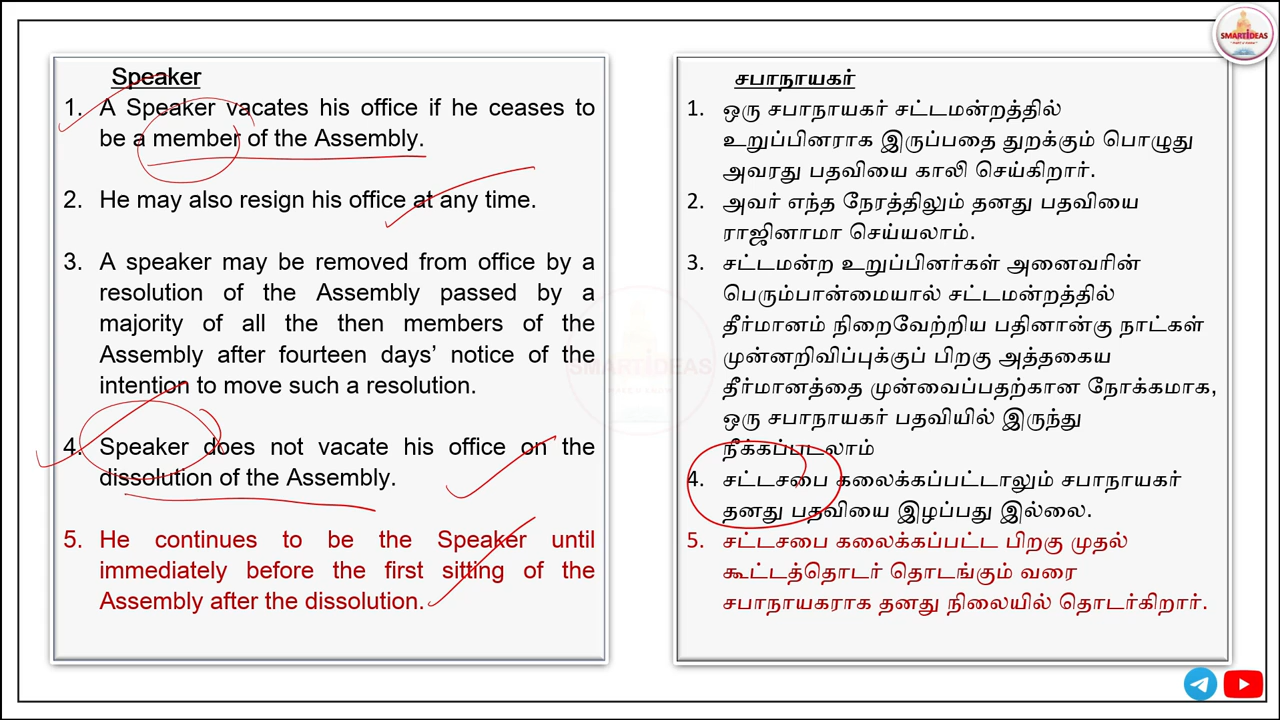 SMARTIDEAS
Speaker
1. A Speaker vacates his office if he ceases to
be a member of the Assembly.
2. He may also resign his office at any time.
3. A speaker may be removed from office by a
resolution of the Assembly passed by a
majority of all the then members of the
Assembly after fourteen days' notice of the
intention to move such a resolution.
4. Speaker does not vacate his office on the
dissolution of the Assembly.
5. He continues to be the Speaker until
immediately before the first sitting of the
Assembly after the dissolution.
சபாநாயகர்
1. ஒரு சபாநாயகர் சட்டமன்றத்தில்
உறுப்பினராக இருப்பதை துறக்கும் பொழுது
அவரது பதவியை காலி செய்கிறார்.
2. அவர் எந்த நேரத்திலும் தனது பதவியை
ராஜினாமா செய்யலாம்.
3. சட்டமன்ற உறுப்பினர்கள் அனைவரின்
பெரும்பான்மையால் சட்டமன்றத்தில்
தீர்மானம் நிறைவேற்றிய பதினான்கு நாட்கள்
முன்னறிவிப்புக்குப் பிறகு அத்தகைய
தீர்மானத்தை முன்வைப்பதற்கான நோக்கமாக,
ஒரு சபாநாயகர் பதவியில் இருந்து
நீக்கப்படலாம்
4. சட்டசபை கலைக்கப்பட்டாலும் சபாநாயகர்
தனது பதவியை இழப்பது இல்லை.
5. சட்டசபை கலைக்கப்பட்ட பிறகு முதல்
கூட்டத்தொடர் தொடங்கும் வரை
சபாநாயகராக தனது நிலையில் தொடர்கிறார்.
SMARTIDEAS